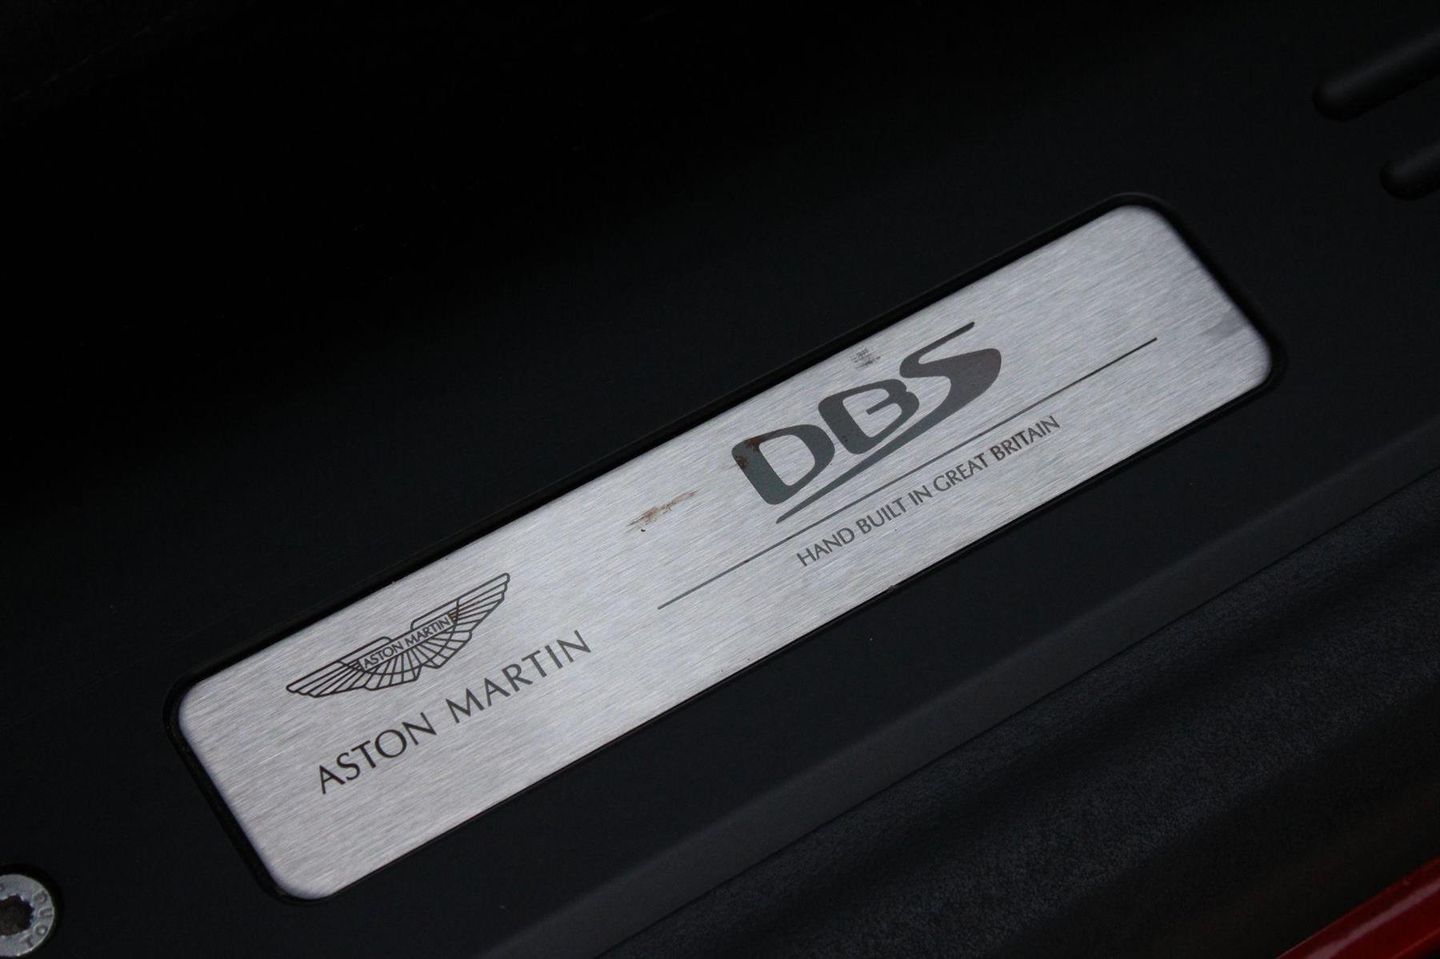 ASTON MARTIN
ASTON MARTIN
DBS
HAND BUILT IN GREAT BRITAIN